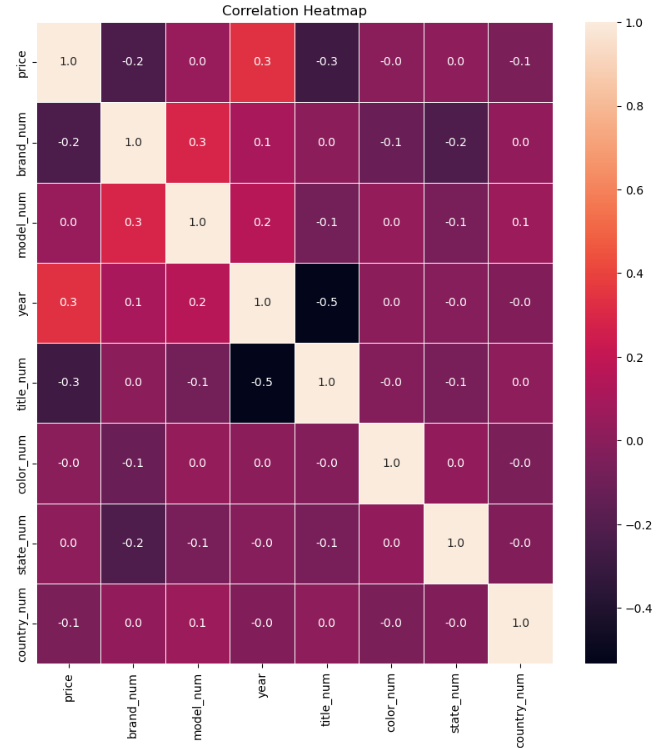 Correlation Heatmap
price 1.0 -0.2 0.0 0.3 -0.3 -0.0 0.0 -0.1
brand_num -0.2 1.0 0.3 0.1 0.0 -0.1 -0.2 0.0
model_num 0.0 0.3 1.0 0.2 -0.1 0.0 -0.1 0.1
year 0.3 0.1 0.2 1.0 -0.5 0.0 -0.0 -0.0
title_num -0.3 0.0 -0.1 -0.5 1.0 -0.0 -0.1 0.0
color_num -0.0 -0.1 0.0 0.0 -0.0 1.0 0.0 -0.0
state_num 0.0 -0.2 -0.1 -0.0 -0.1 0.0 1.0 -0.0
country_num -0.1 0.0 0.1 -0.0 0.0 -0.0 -0.0 1.0
price brand_num model_num year title_num color_num state_num country_num
1.0
0.8
0.6
0.4
0.2
0.0
−0.2
−0.4